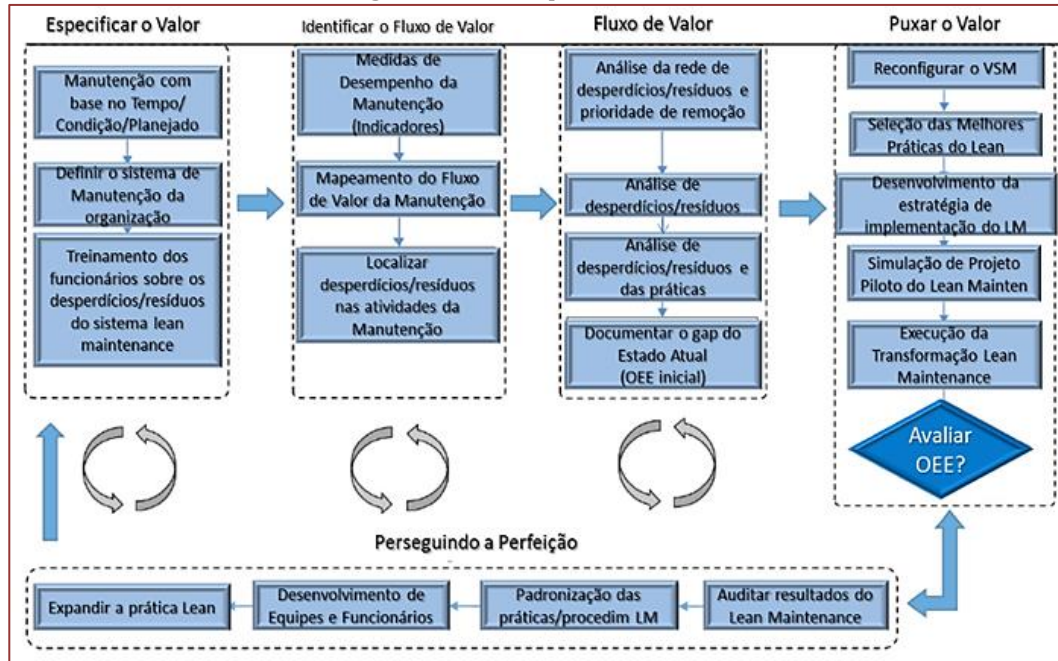 Especificar o Valor
Manutenção com
base no Tempo/
Condição/Planejado
Definir o sistema de
Manutenção da
organização
Treinamento dos
funcionários sobre os
desperdícios/resíduos
do sistema lean
maintenance
Identificar o Fluxo de Valor
Medidas de
Desempenho da
Manutenção
(Indicadores)
Mapeamento do Fluxo
de Valor da Manutenção
Localizar
desperdícios/resíduos
nas atividades da
Manutenção
Fluxo de Valor
Análise da rede de
desperdícios/resíduos e
prioridade de remoção
Análise de
desperdícios/resíduos
Análise de
desperdícios/resíduos e
das práticas
Documentar o gap do
Estado Atual
(OEE inicial)
Puxar o Valor
Reconfigurar o VSM
Seleção das Melhores
Práticas do Lean
Desenvolvimento da
estratégia de
implementação do LM
Simulação de Projeto
Piloto do Lean Mainten
Execução da
Transformação Lean
Maintenance
Avaliar
OEE?
Perseguindo a Perfeição
Expandir a prática Lean
Desenvolvimento de
Equipes e Funcionários
Padronização das
práticas/procedim LM
Auditar resultados do
Lean Maintenance